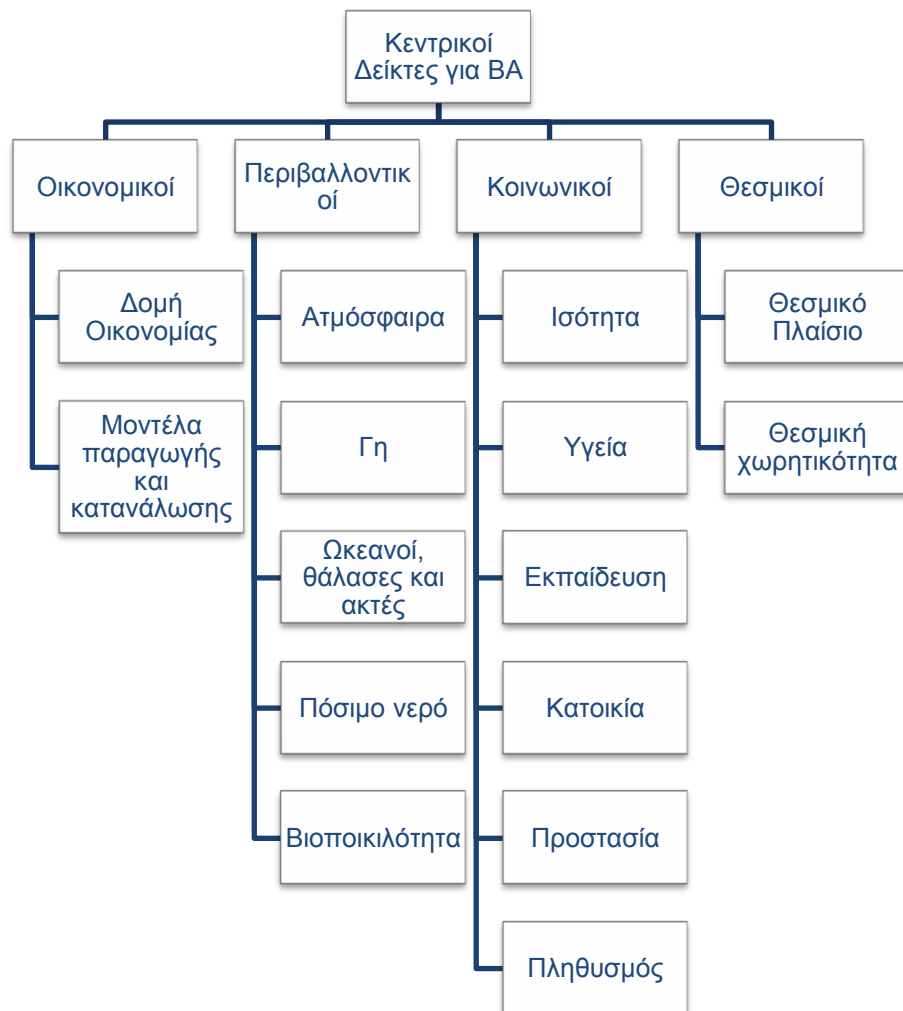 Κεντρικοί
Δείκτες για ΒΑ
Οικονομικοί
Δομή
Οικονομίας
Μοντέλα
παραγωγής
και
κατανάλωσης
Περιβαλλοντικ
οί
Ατμόσφαιρα
Γη
Ωκεανοί,
θάλασες και
ακτές
Πόσιμο νερό
Βιοποικιλότητα
Κοινωνικοί
Ισότητα
Υγεία
Εκπαίδευση
Κατοικία
Προστασία
Πληθυσμός
Θεσμικοί
Θεσμικό
Πλαίσιο
Θεσμική
χωρητικότητα